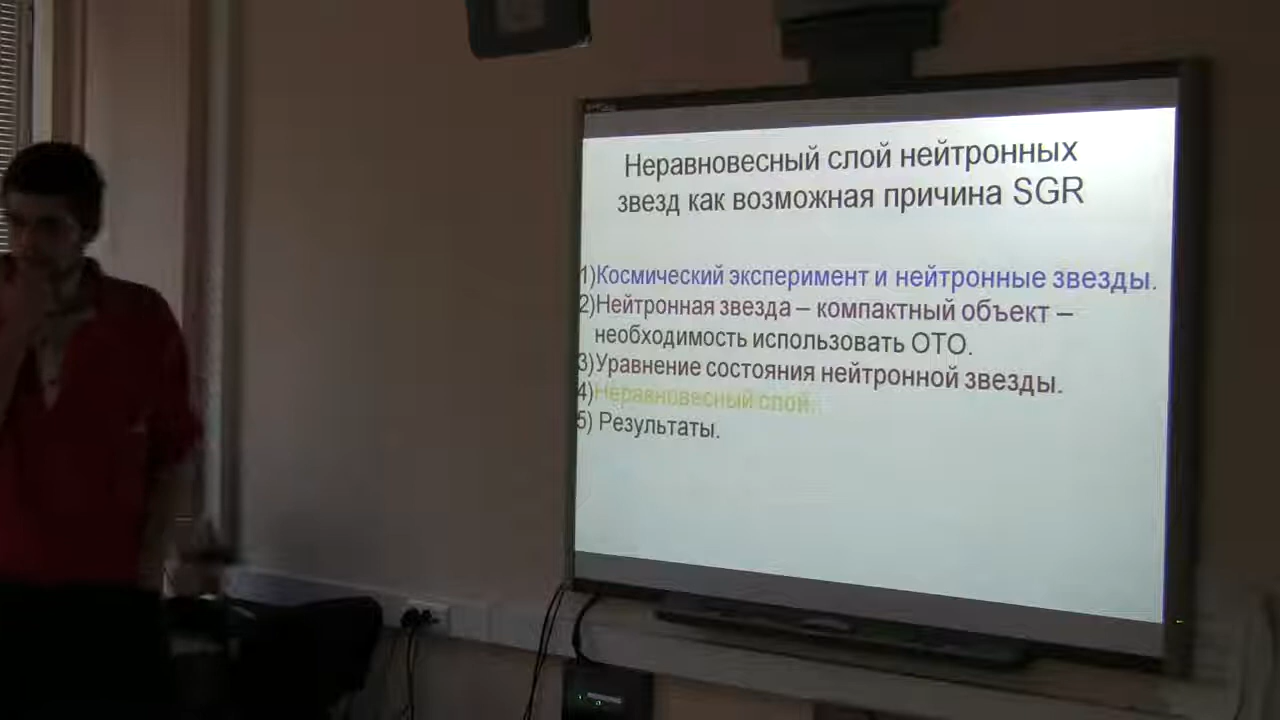 Неравновесный слой нейтронных
звезд как возможная причина SGR
1)Космический эксперимент и нейтронные звезды.
2)Нейтронная звезда – компактный объект –
необходимость использовать ОТО.
3)Уравнение состояния нейтронной звезды.
4)Неравновесный слой.
5) Результаты.